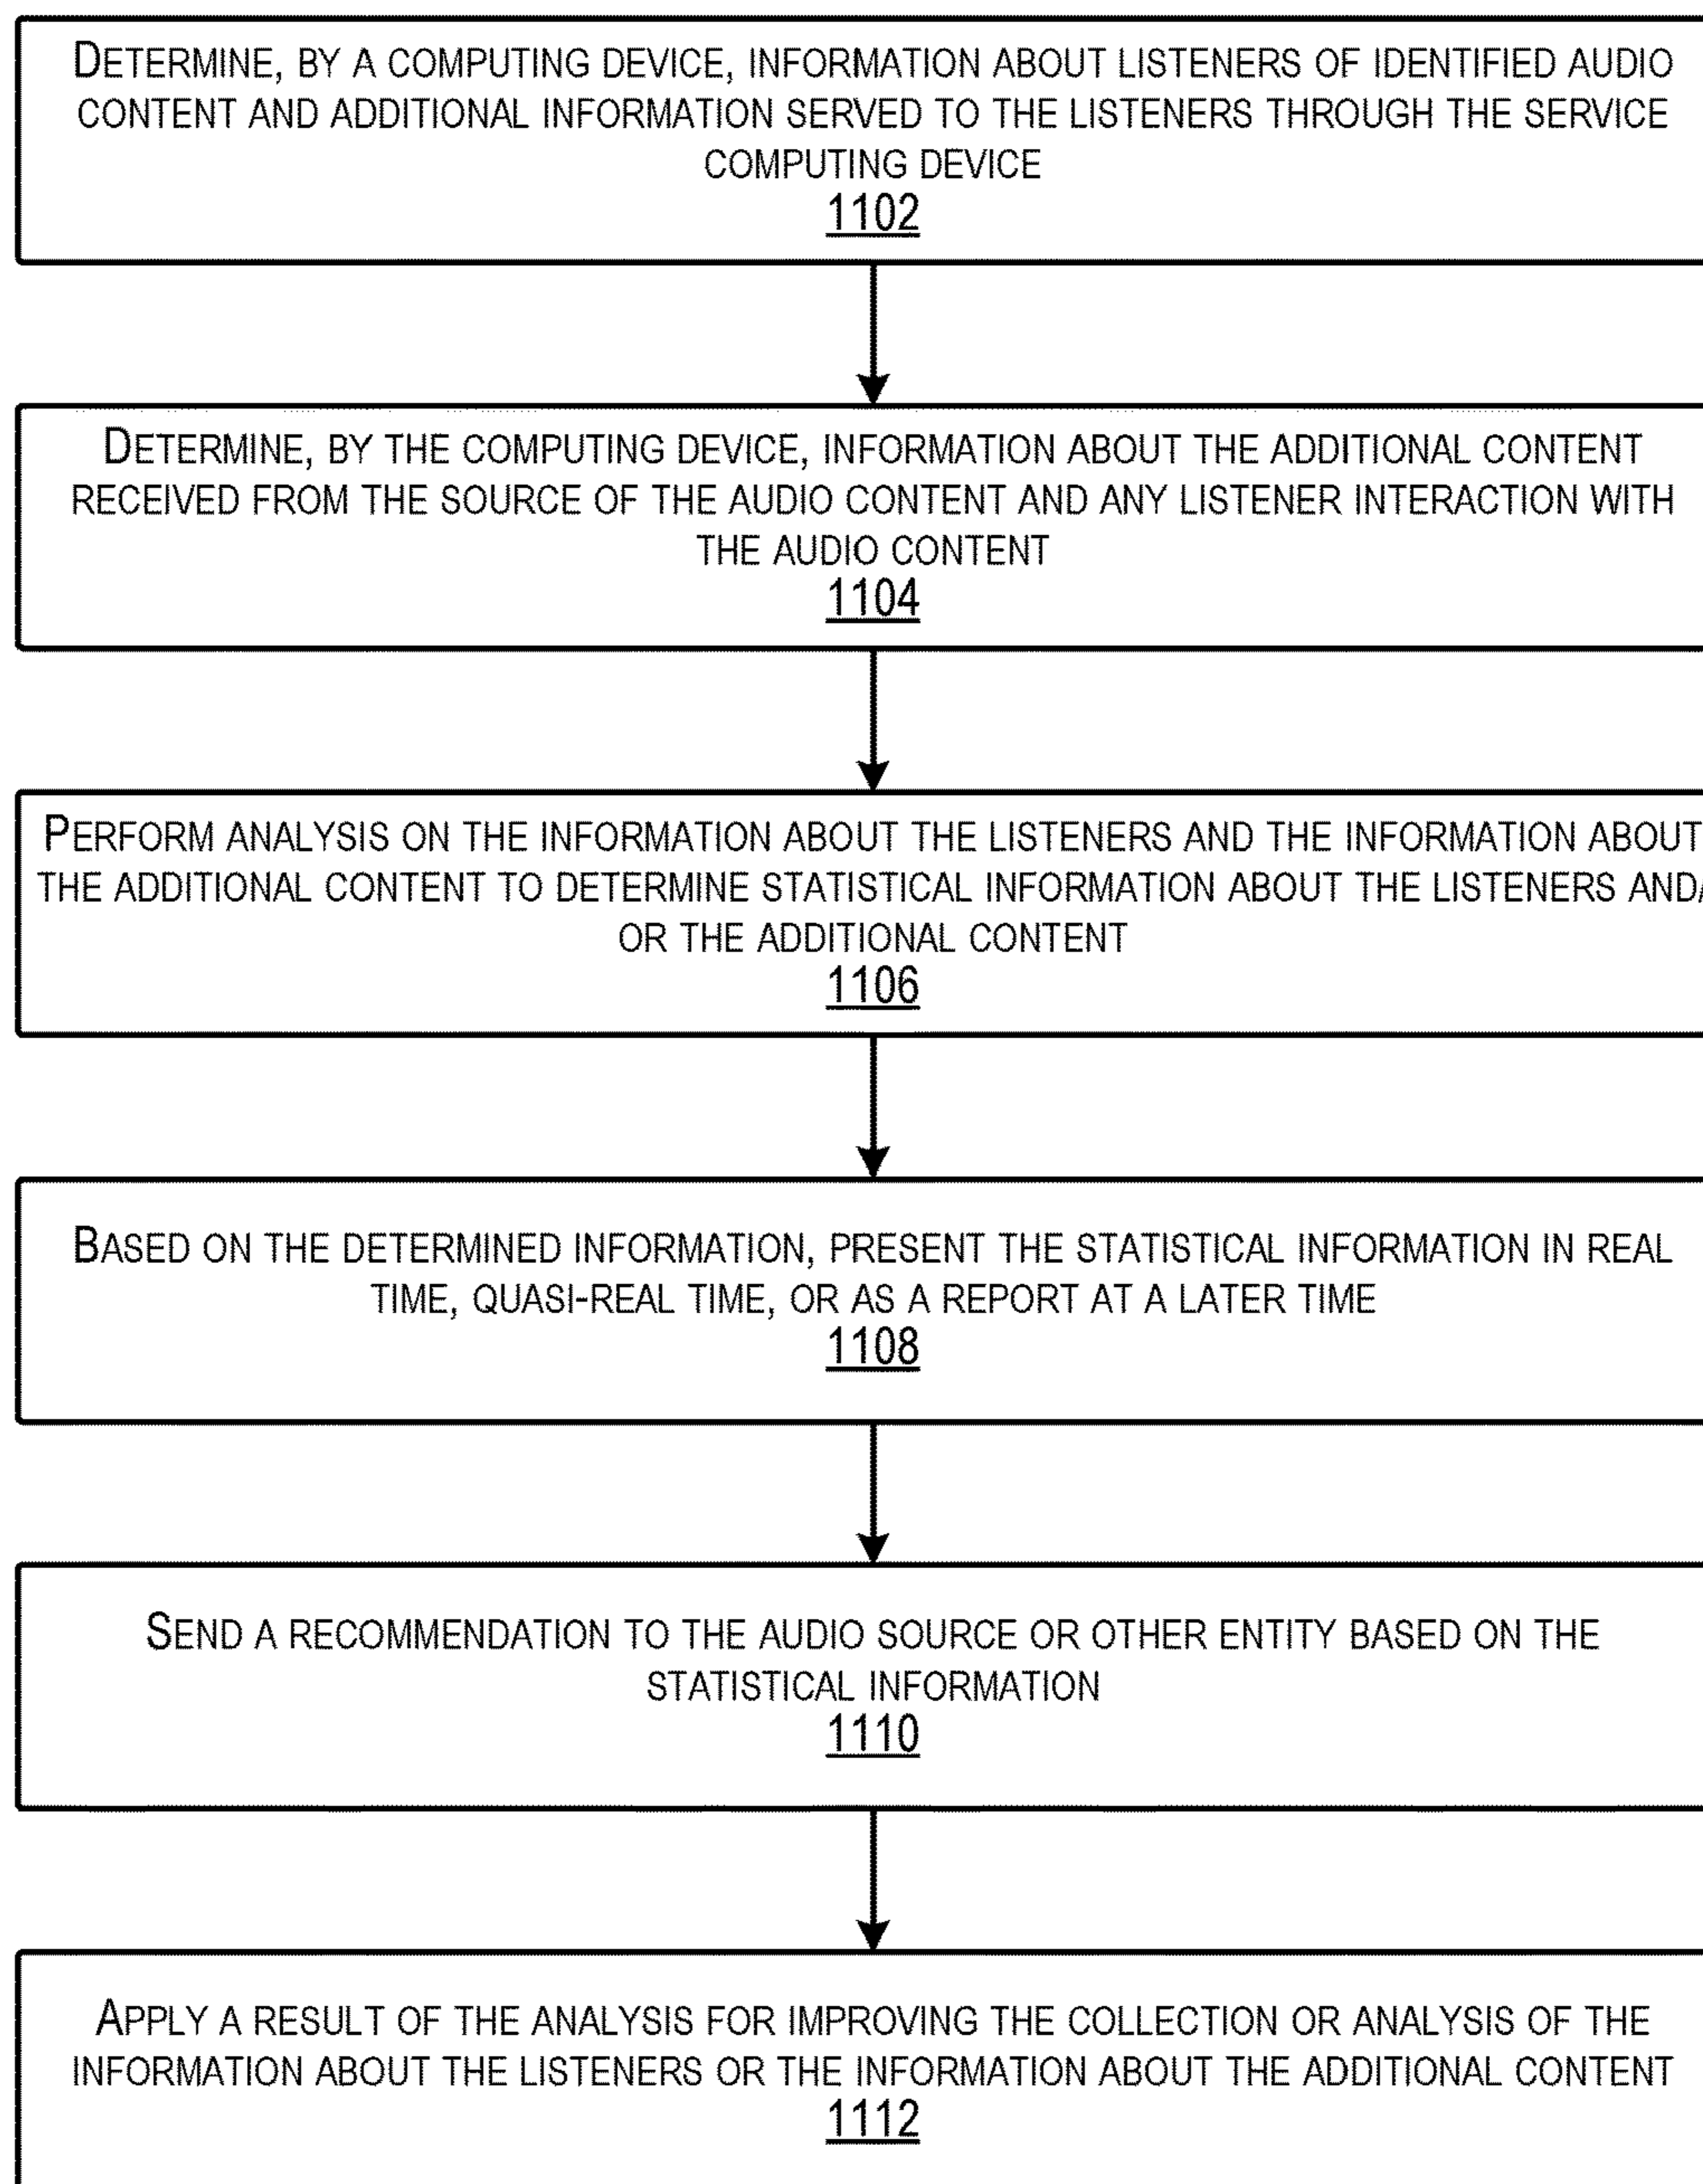 DETERMINE, BY A COMPUTING DEVICE, INFORMATION ABOUT LISTENERS OF IDENTIFIED AUDIO
CONTENT AND ADDITIONAL INFORMATION SERVED TO THE LISTENERS THROUGH THE SERVICE
COMPUTING DEVICE
1102
DETERMINE, BY THE COMPUTING DEVICE, INFORMATION ABOUT THE ADDITIONAL CONTENT
RECEIVED FROM THE SOURCE OF THE AUDIO CONTENT AND ANY LISTENER INTERACTION WITH
THE AUDIO CONTENT
1104
PERFORM ANALYSIS ON THE INFORMATION ABOUT THE LISTENERS AND THE INFORMATION ABOUT
THE ADDITIONAL CONTENT TO DETERMINE STATISTICAL INFORMATION ABOUT THE LISTENERS AND/
OR THE ADDITIONAL CONTENT
1106
BASED ON THE DETERMINED INFORMATION, PRESENT THE STATISTICAL INFORMATION IN REAL
TIME, QUASI-REAL TIME, OR AS A REPORT AT A LATER TIME
1108
SEND A RECOMMENDATION TO THE AUDIO SOURCE OR OTHER ENTITY BASED ON THE
STATISTICAL INFORMATION
1110
APPLY A RESULT OF THE ANALYSIS FOR IMPROVING THE COLLECTION OR ANALYSIS OF THE
INFORMATION ABOUT THE LISTENERS OR THE INFORMATION ABOUT THE ADDITIONAL CONTENT
1112